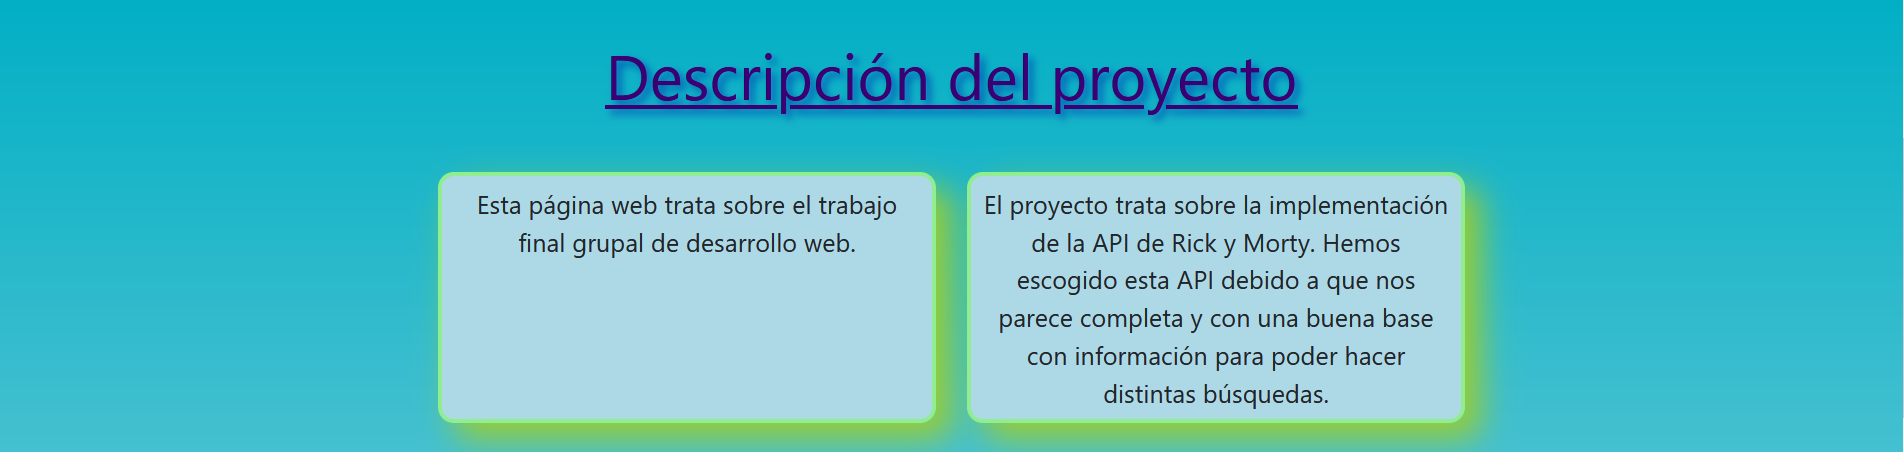 Descripción del proyecto
Esta página web trata sobre el trabajo
final grupal de desarrollo web.
El proyecto trata sobre la implementación
de la API de Rick y Morty. Hemos
escogido esta API debido a que nos
parece completa y con una buena base
con información para poder hacer
distintas búsquedas.